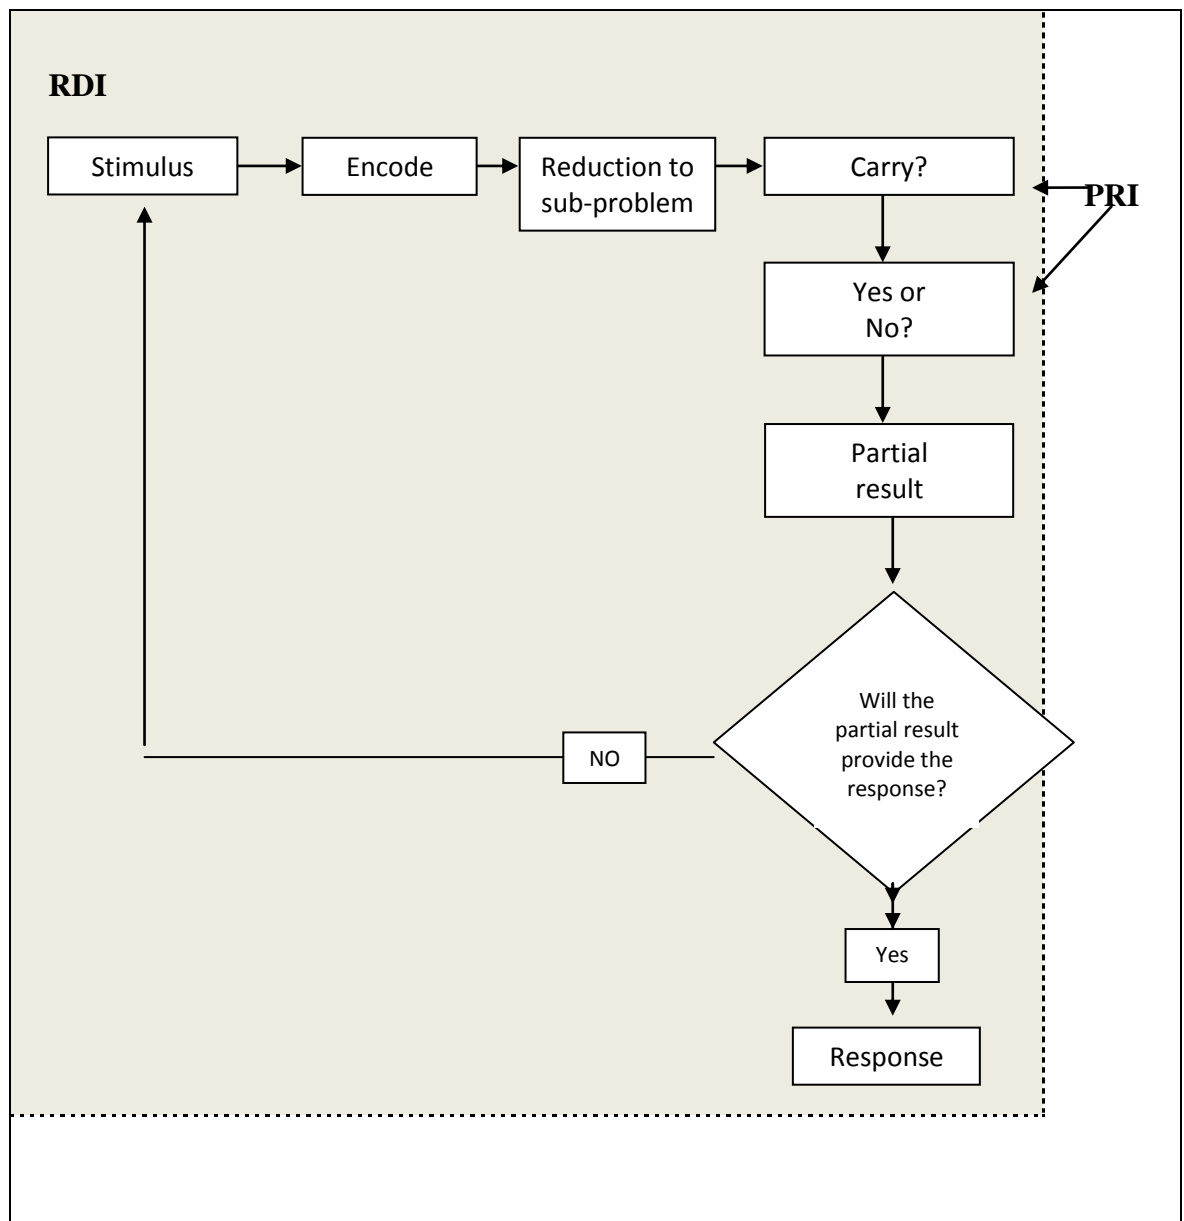 RDI
Stimulus
Encode
Reduction to
sub-problem
Carry?
PRI
Yes or
No?
Partial
result
Will the
partial result
provide the
response?
NO
Yes
Response